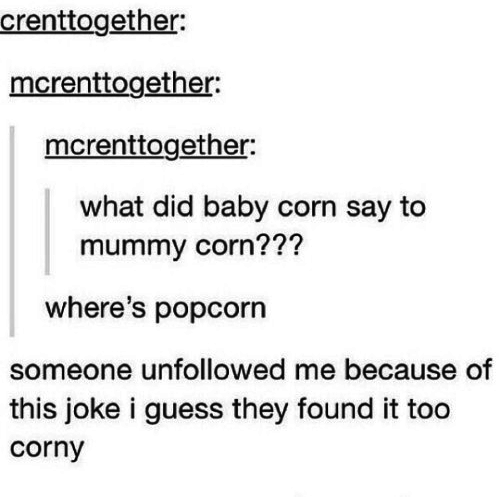 crenttogether:
mcrenttogether:
mcrenttogether:
what did baby corn say to
mummy corn???
where's popcorn
someone unfollowed me because of
this joke i guess they found it too
corny